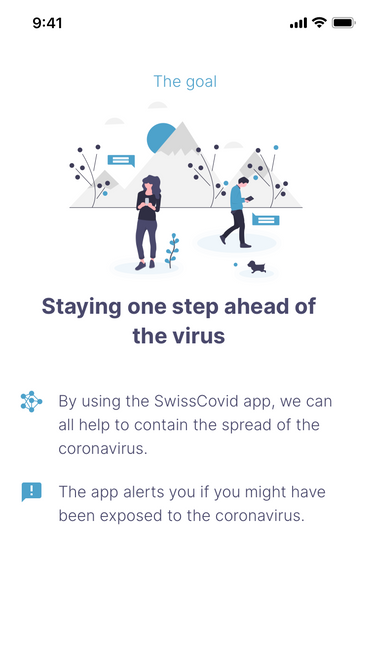 9:41
The goal
Staying one step ahead of
the virus
By using the SwissCovid app, we can
all help to contain the spread of the
coronavirus.
The app alerts you if you might have
been exposed to the coronavirus.